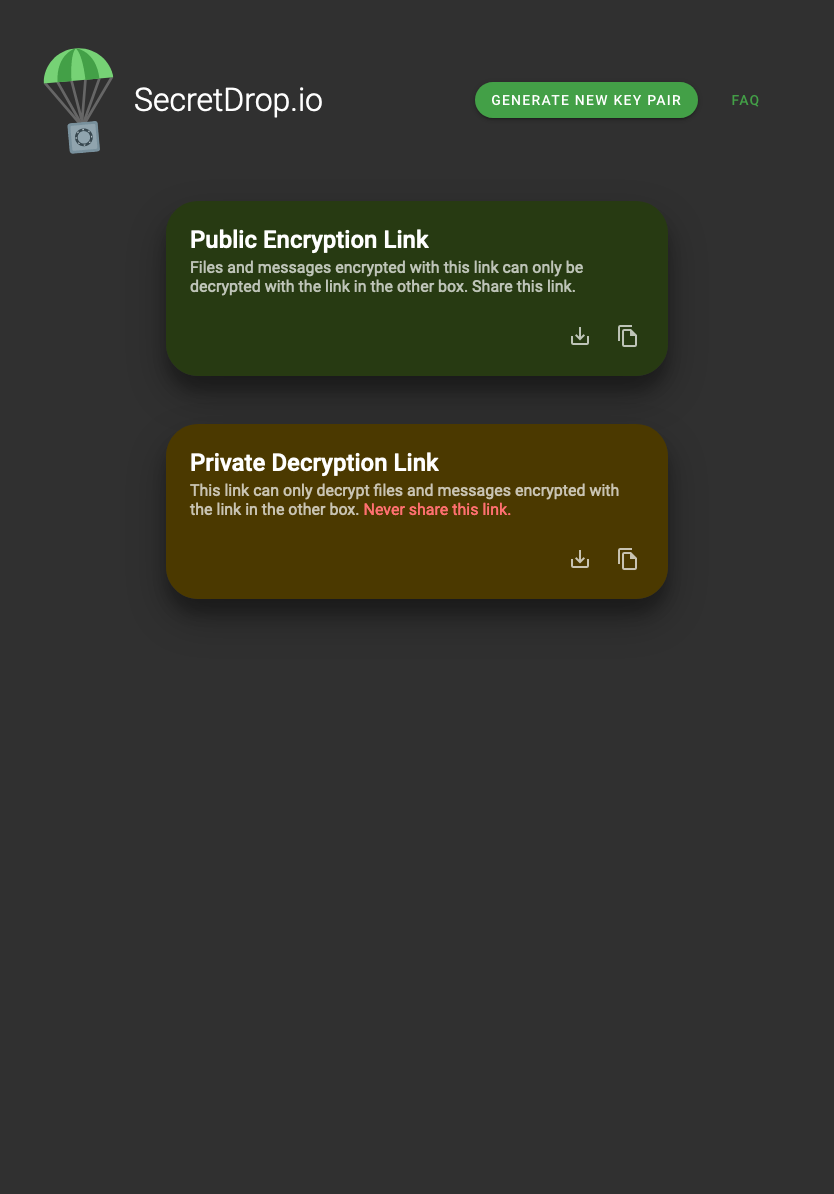 SecretDrop.io
GENERATE NEW KEY PAIR
FAQ
Public Encryption Link
Files and messages encrypted with this link can only be
decrypted with the link in the other box. Share this link.
Private Decryption Link
This link can only decrypt files and messages encrypted with
the link in the other box. Never share this link.